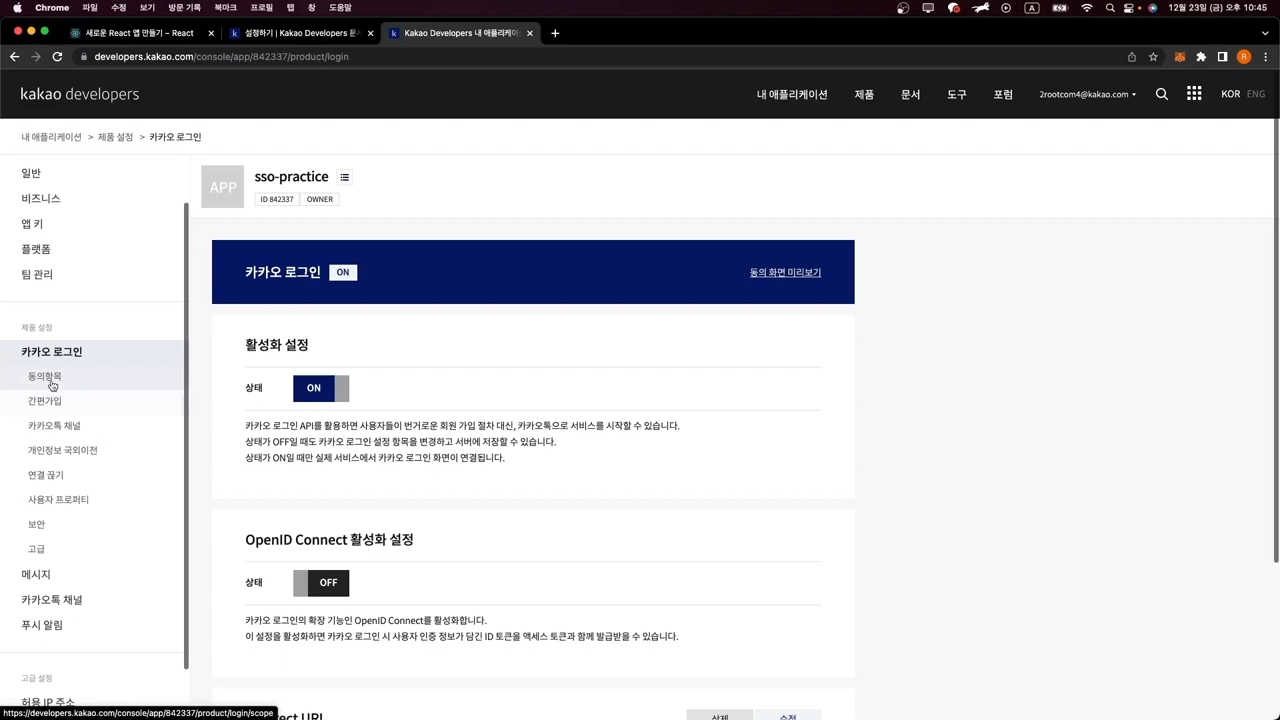 Chrome 파일 수정 보기 방문 기록 북마크 프로필 탭 창 도움말
A 12월 23일 (금) 오후 10:45
새로운 React 앱 만들기 – React
설정하기 | Kakao Developers 문서
Kakao Developers 내 애플리케이션
developers.kakao.com/console/app/842337/product/login
R
kakao developers
내 애플리케이션 제품 문서 도구 포럼 2rootcom4@kakao.com KOR ENG
내 애플리케이션 > 제품 설정 > 카카오 로그인
일반
비즈니스
앱 키
플랫폼
팀 관리
제품 설정
카카오 로그인
동의항목
간편가입
카카오톡 채널
개인정보 국외이전
연결 끊기
사용자 프로퍼티
보안
고급
메시지
카카오톡 채널
푸시 알림
고급 설정
허용 IP 주소
https://developers.kakao.com/console/app/842337/product/login/scope
APP
sso-practice
ID 842337 OWNER
카카오 로그인 ON
동의 화면 미리보기
활성화 설정
상태 ON
카카오 로그인 API를 활용하면 사용자들이 번거로운 회원 가입 절차 대신, 카카오톡으로 서비스를 시작할 수 있습니다.
상태가 OFF일 때도 카카오 로그인 설정 항목을 변경하고 서버에 저장할 수 있습니다.
상태가 ON일 때만 실제 서비스에서 카카오 로그인 화면이 연결됩니다.
OpenID Connect 활성화 설정
상태 OFF
카카오 로그인의 확장 기능인 OpenID Connect를 활성화합니다.
이 설정을 활성화하면 카카오 로그인 시 사용자 인증 정보가 담긴 ID 토큰을 액세스 토큰과 함께 발급받을 수 있습니다.
ect URI
삭제 수정